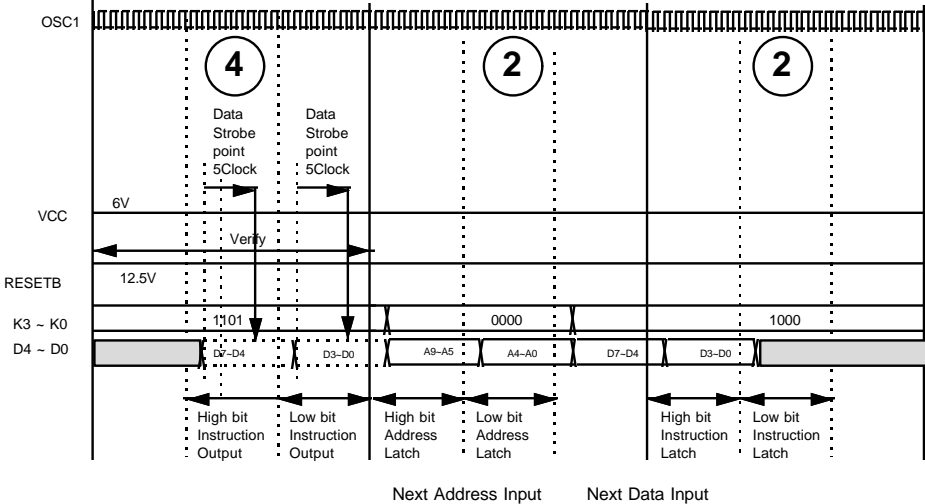 OSC1
4
2
2
Data
Strobe
point
5Clock
Data
Strobe
point
5Clock
VCC
6V
Verify
RESETB
12.5V
K3 ~ K0
1101
0000
1000
D4 ~ D0
D7~D4
D3~D0
A9~A5
A4~A0
D7~D4
D3~D0
High bit
Instruction
Output
Low bit
Instruction
Output
High bit
Address
Latch
Low bit
Address
Latch
High bit
Instruction
Latch
Low bit
Instruction
Latch
Next Address Input
Next Data Input